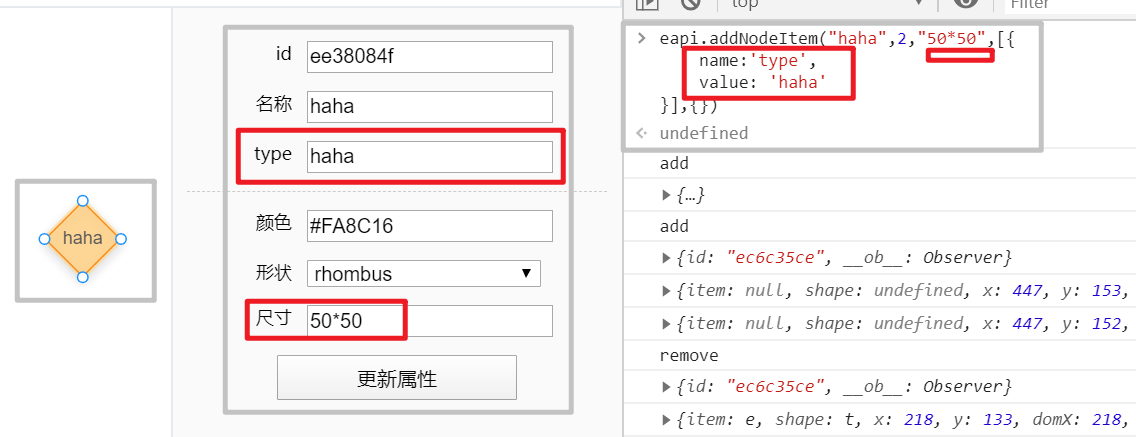 top
Filter
id
ee38084f
名称
haha
type
haha
颜色
#FA8C16
形状
rhombus
尺寸
50*50
更新属性
haha
eapi.addNodeItem("haha",2,"50*50",[{
name:'type',
value: 'haha'
}],{})
undefined
add
{…}
add
{id: "ec6c35ce", __ob__: Observer}
{item: null, shape: undefined, x: 447, y: 153,
{item: null, shape: undefined, x: 447, y: 152,
remove
{id: "ec6c35ce", __ob__: Observer}
{item: e, shape: t, x: 218, y: 133, domX: 218,